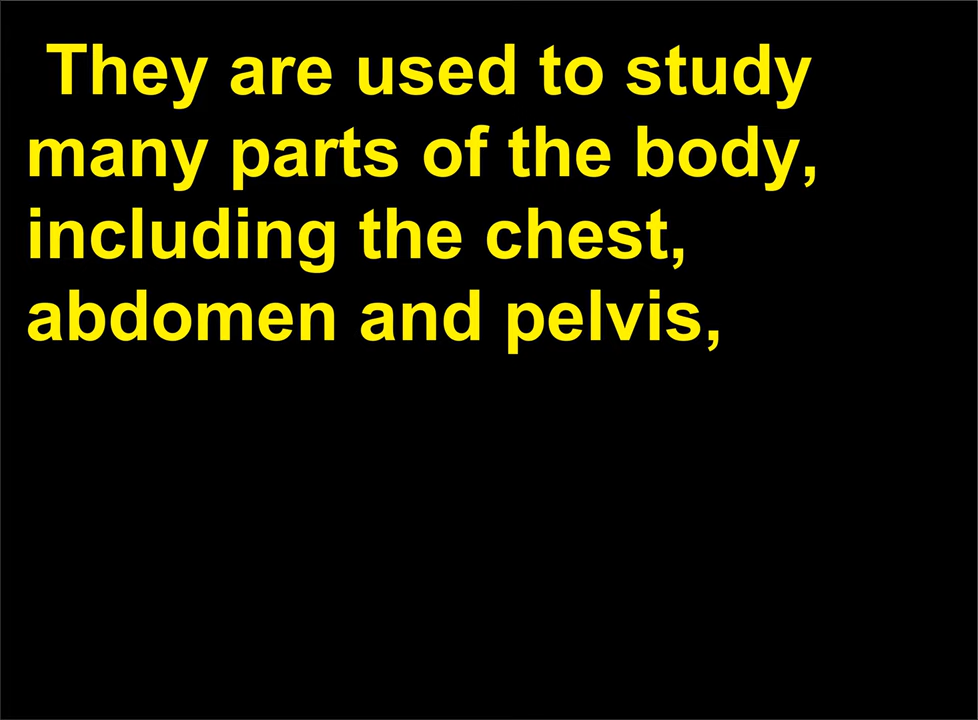 They are used to study
many parts of the body,
including the chest,
abdomen and pelvis,